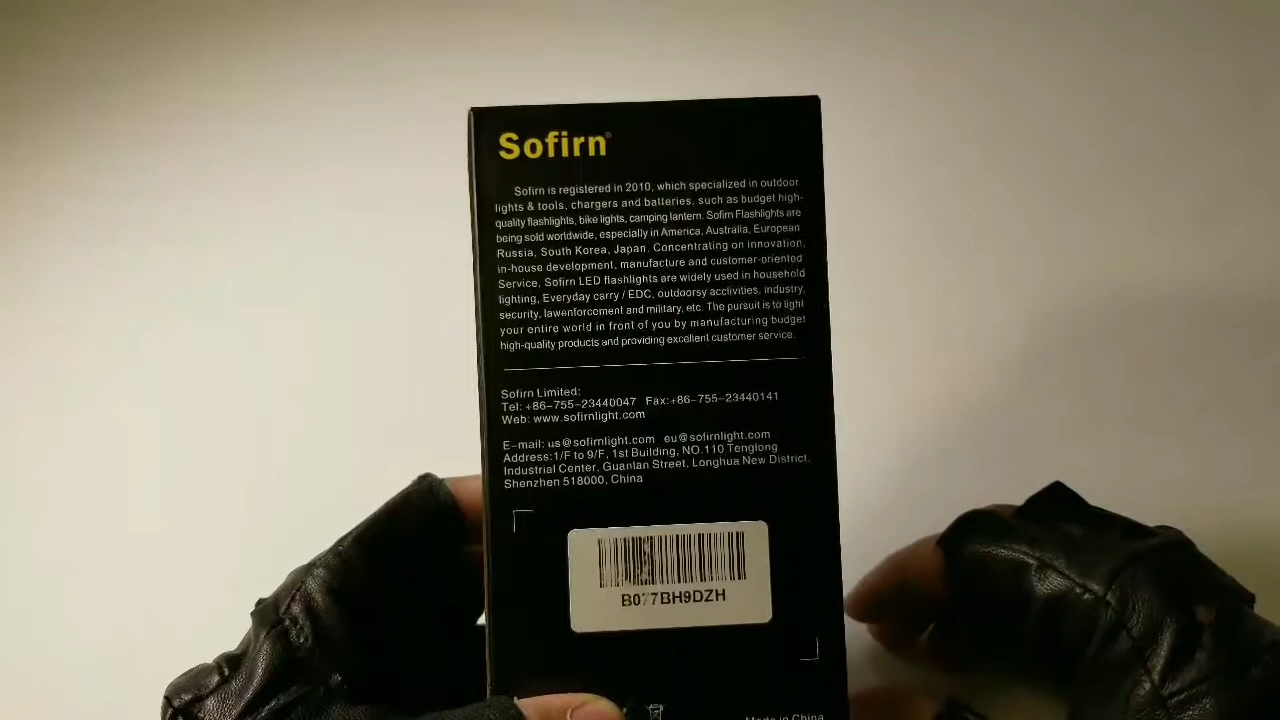 Sofirn®
Sofirn is registered in 2010, which specialized in outdoor
lights & tools, chargers and batteries, such as budget high-
quality flashlights, bike lights, camping lantern. Sofirn Flashlights are
being sold worldwide, especially in America, Australia, European
Russia, South Korea, Japan. Concentrating on innovation,
in-house development, manufacture and customer-oriented
Service, Sofirn LED flashlights are widely used in household
lighting, Everyday carry / EDC, outdoorsy acclivities, industry,
security, lawenforcement and military, etc. The pursuit is to light
your entire world in front of you by manufacturing budget
high-quality products and providing excellent customer service.
Sofirn Limited:
Tel: +86-755-23440047 Fax:+86-755-23440141
Web: www.sofirnlight.com
E-mail: us@sofirnlight.com eu@sofirnlight.com
Address:1/F to 9/F, 1st Building, NO.110 Tenglong
Industrial Center, Guanlan Street, Longhua New District,
Shenzhen 518000, China
B077BH9DZH
Made in China